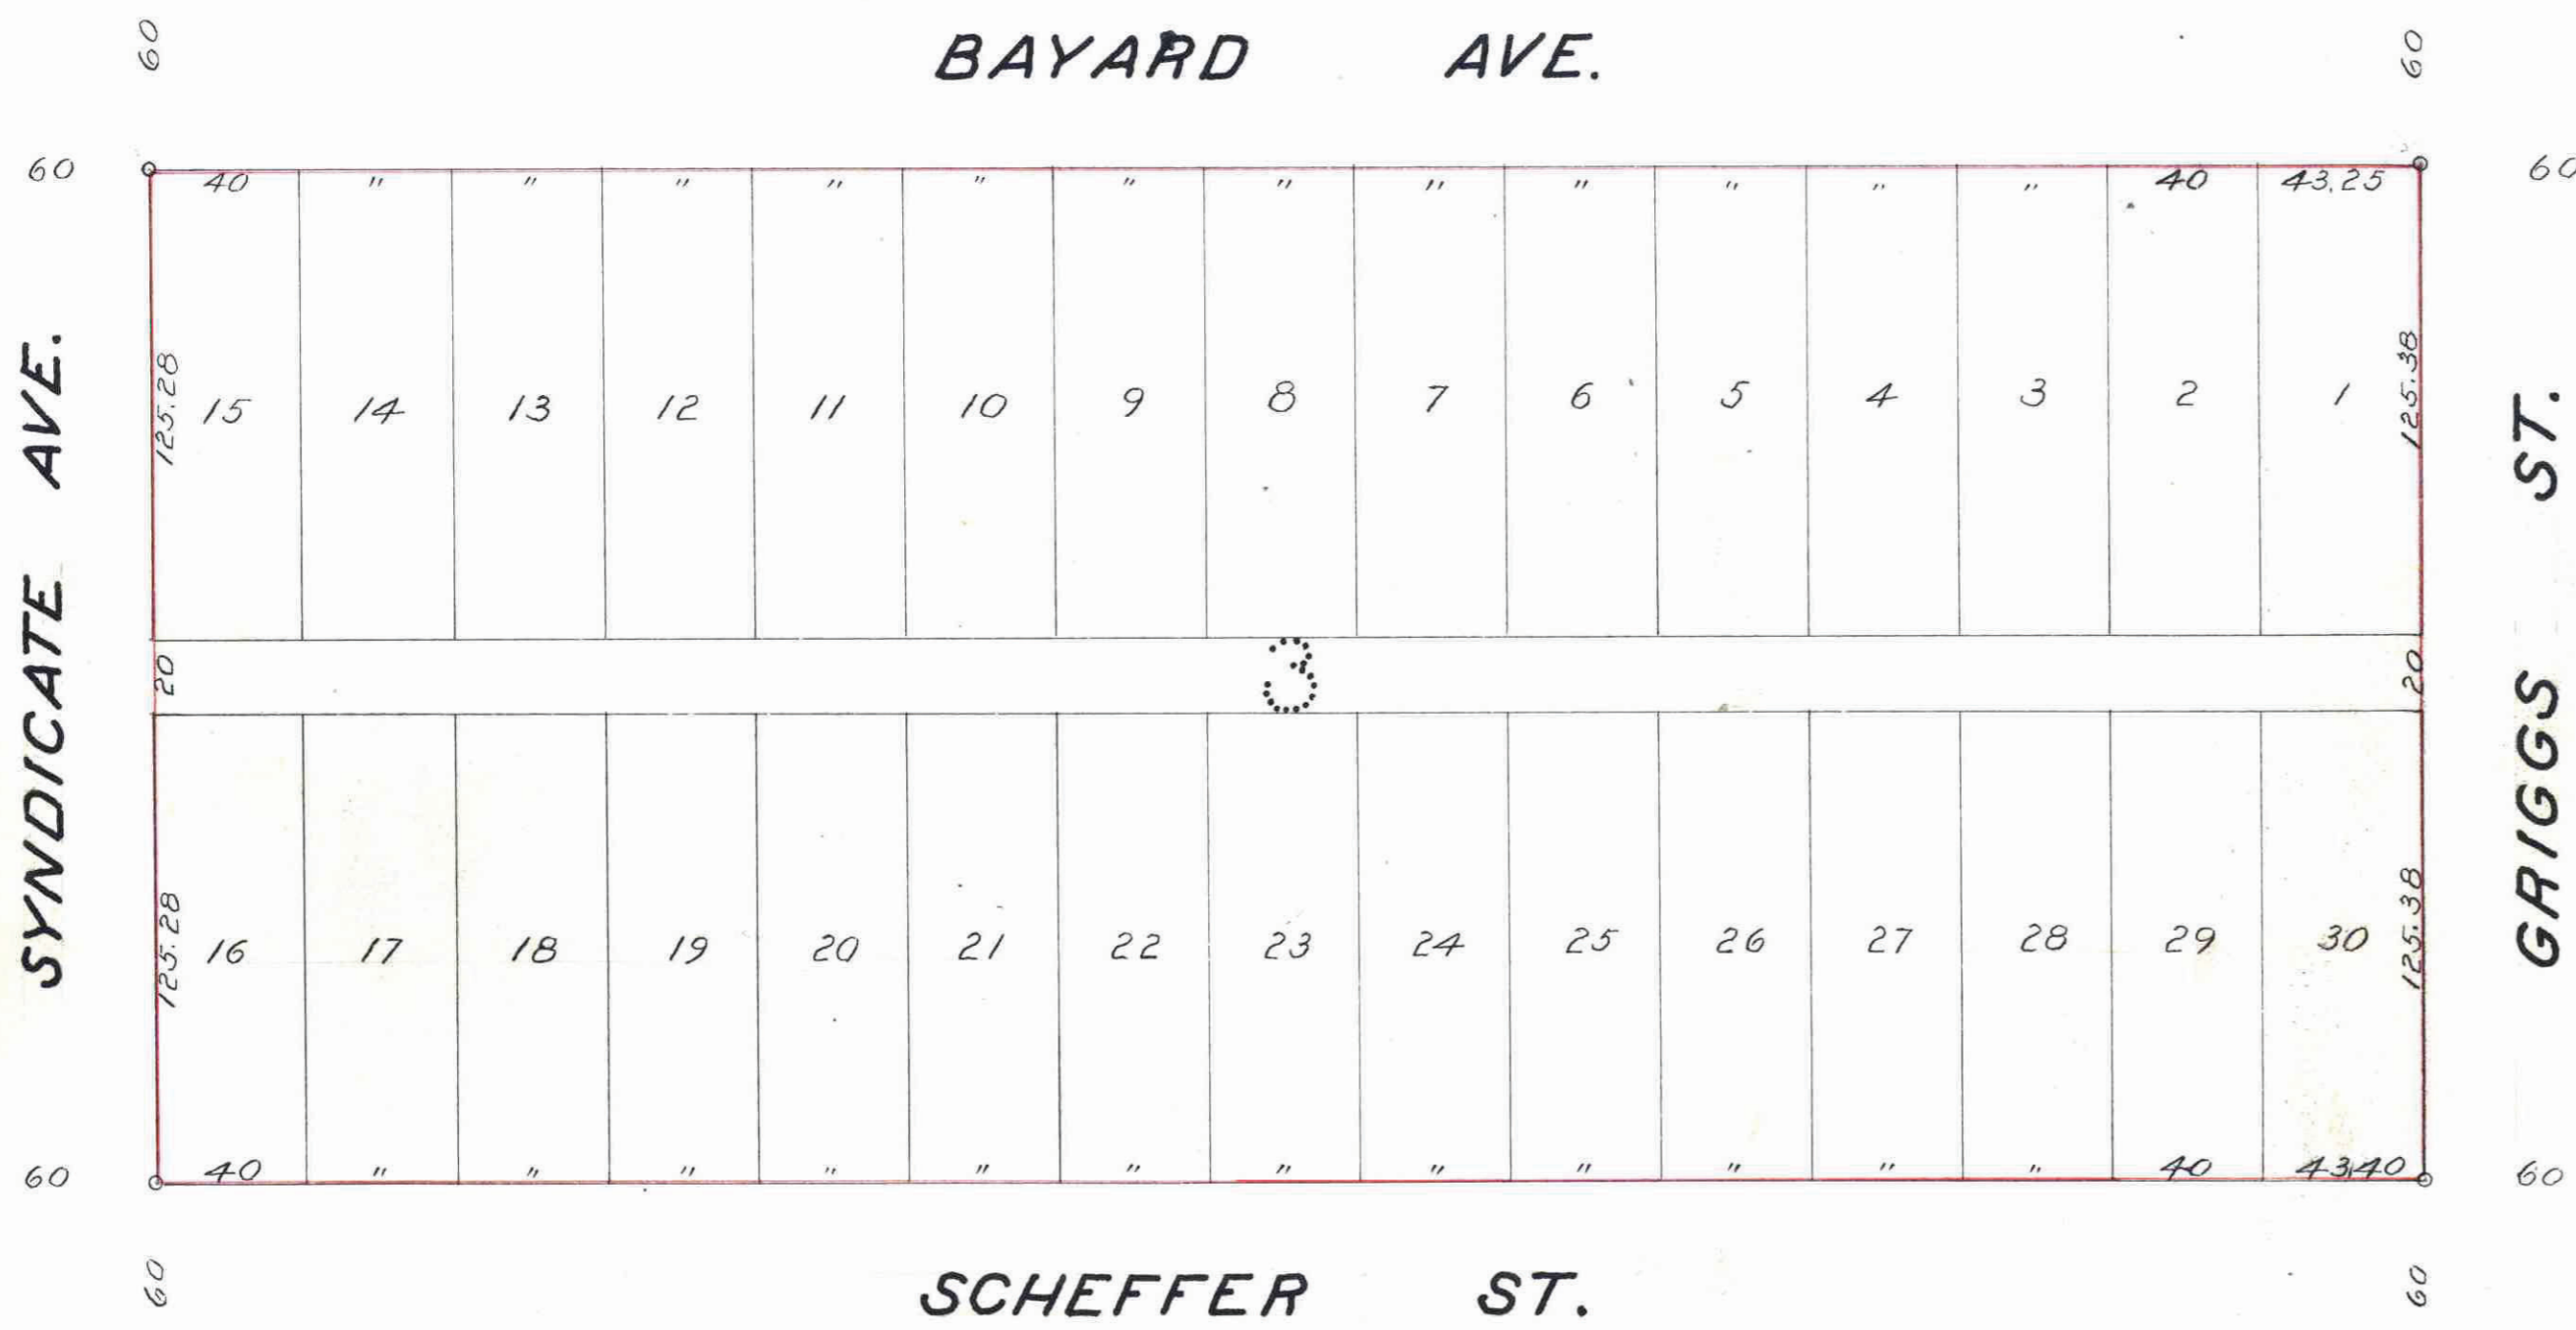 60 BAYARD AVE. 60
60 40 " " " " " " " " " " " " 40 43.25 60
SYNDICATE AVE.
125.28 15 14 13 12 11 10 9 8 7 6 5 4 3 2 1 125.38
GRIGGS ST.
20 3 20
125.28 16 17 18 19 20 21 22 23 24 25 26 27 28 29 30 125.38
60 40 " " " " " " " " " " " " 40 43.40 60
60 SCHEFFER ST. 60